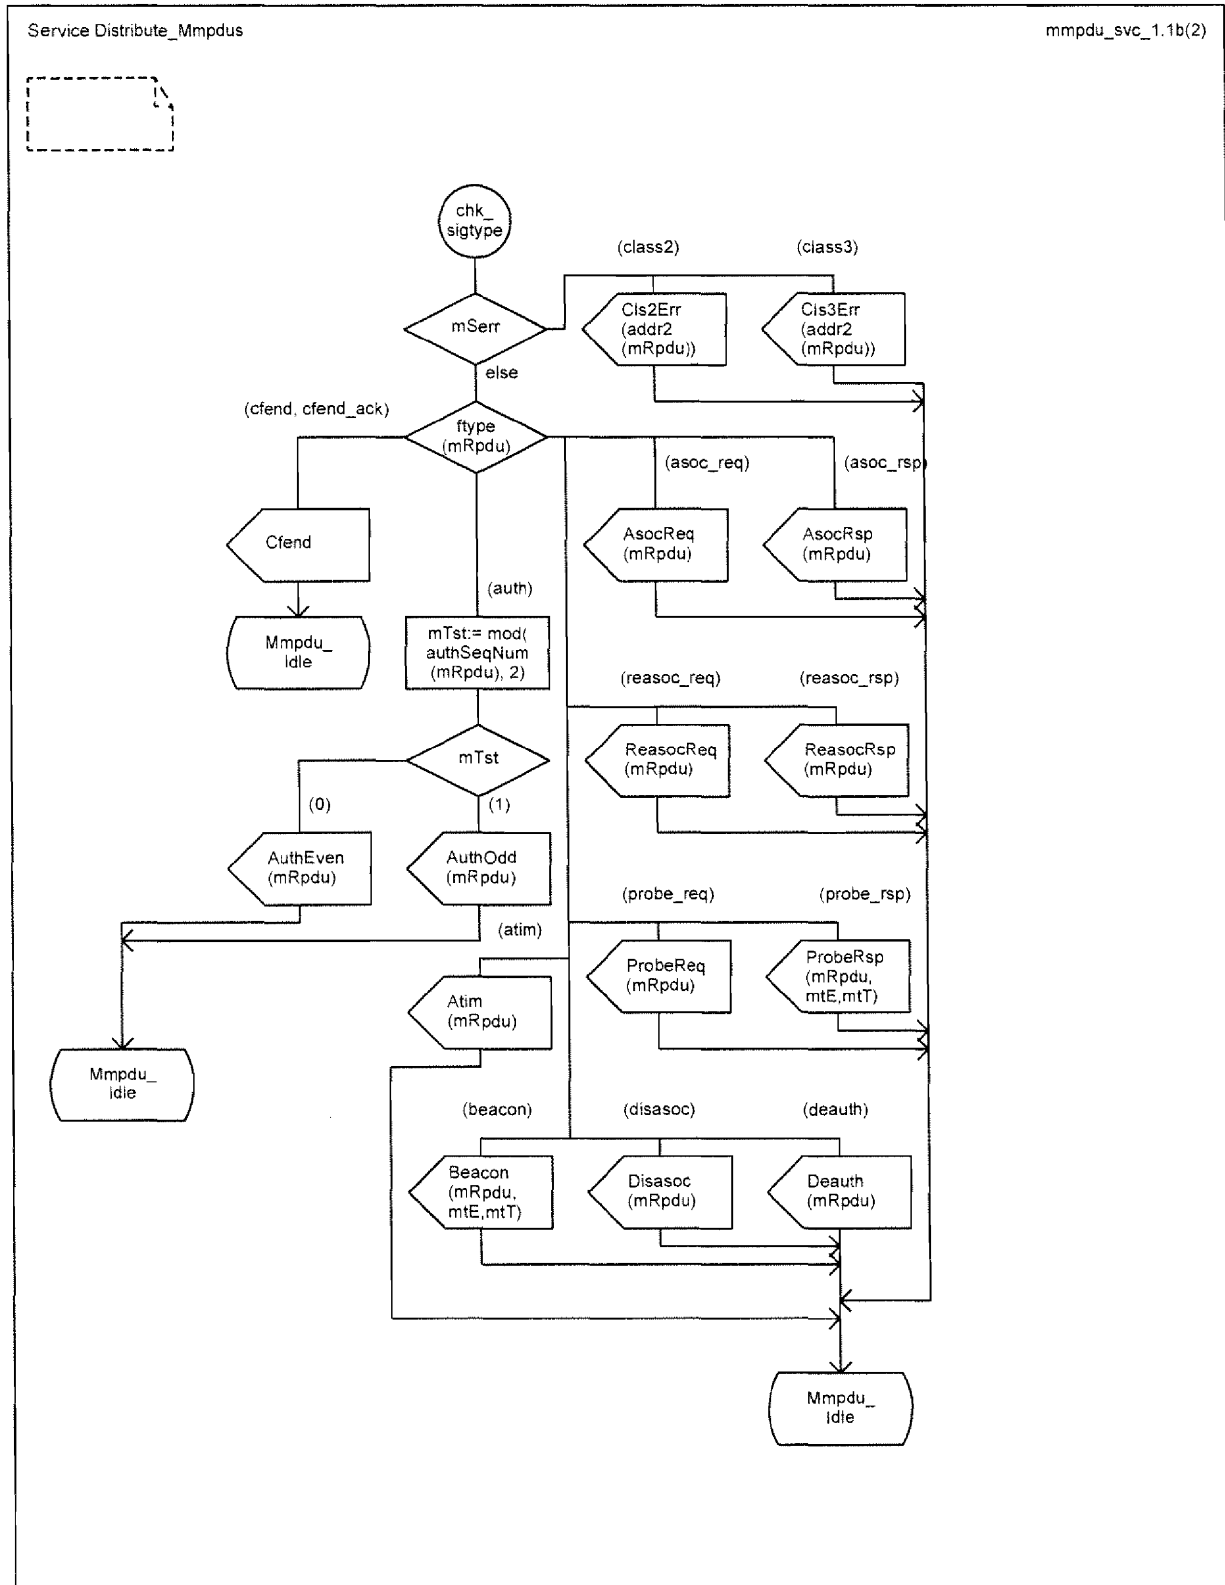 Service Distribute_Mmpdus
mmpdu_svc_1.1b(2)
chk_
sigtype
(class2)
(class3)
mSerr
Cls2Err
(addr2
(mRpdu))
Cls3Err
(addr2
(mRpdu))
else
(cfend, cfend_ack)
ftype
(mRpdu)
(asoc_req)
(asoc_rsp)
Cfend
AsocReq
(mRpdu)
AsocRsp
(mRpdu)
(auth)
Mmpdu_
Idle
mTst:= mod(
authSeqNum
(mRpdu), 2)
(reasoc_req)
(reasoc_rsp)
mTst
ReasocReq
(mRpdu)
ReasocRsp
(mRpdu)
(0)
(1)
AuthEven
(mRpdu)
AuthOdd
(mRpdu)
(probe_req)
(probe_rsp)
(atim)
ProbeReq
(mRpdu)
ProbeRsp
(mRpdu,
mtE,mtT)
Atim
(mRpdu)
Mmpdu_
Idle
(beacon)
(disasoc)
(deauth)
Beacon
(mRpdu,
mtE,mtT)
Disasoc
(mRpdu)
Deauth
(mRpdu)
Mmpdu_
Idle